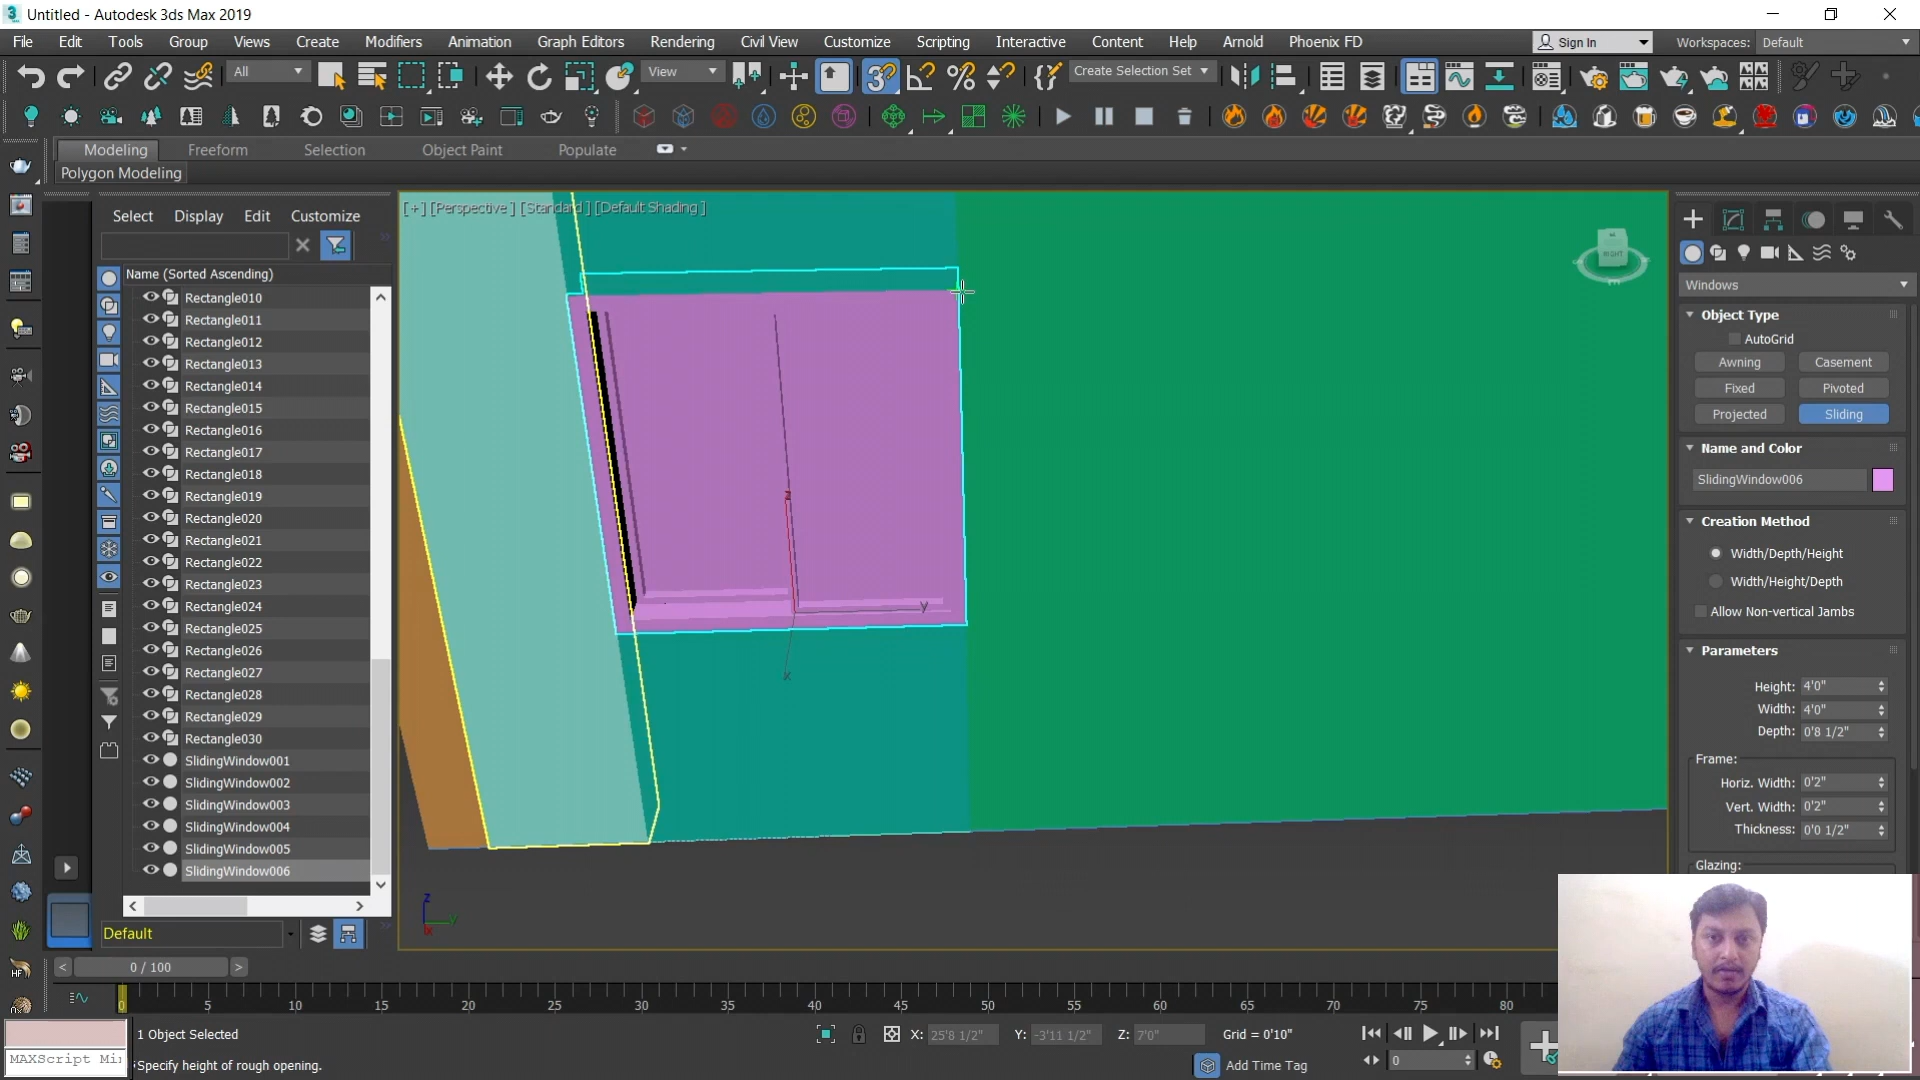 Untitled - Autodesk 3ds Max 2019
File Edit Tools Group Views Create Modifiers Animation Graph Editors Rendering Civil View Customize Scripting Interactive Content Help Arnold Phoenix FD Sign In Workspaces: Default
All View Create Selection Set
Modeling Freeform Selection Object Paint Populate
Polygon Modeling
Select Display Edit Customize
Name (Sorted Ascending)
Rectangle010
Rectangle011
Rectangle012
Rectangle013
Rectangle014
Rectangle015
Rectangle016
Rectangle017
Rectangle018
Rectangle019
Rectangle020
Rectangle021
Rectangle022
Rectangle023
Rectangle024
Rectangle025
Rectangle026
Rectangle027
Rectangle028
Rectangle029
Rectangle030
SlidingWindow001
SlidingWindow002
SlidingWindow003
SlidingWindow004
SlidingWindow005
SlidingWindow006
Default
[+] [Perspective ] [Standard ] [Default Shading ]
RIGHT
z
y
x
z
y
x
Windows
Object Type
AutoGrid
Awning Casement
Fixed Pivoted
Projected Sliding
Name and Color
SlidingWindow006
Creation Method
Width/Depth/Height
Width/Height/Depth
Allow Non-vertical Jambs
Parameters
Height: 4'0"
Width: 4'0"
Depth: 0'8 1/2"
Frame:
Horiz. Width: 0'2"
Vert. Width: 0'2"
Thickness: 0'0 1/2"
Glazing:
< 0 / 100 >
0 5 10 15 20 25 30 35 40 45 50 55 60 65 70 75 80
1 Object Selected X: 25'8 1/2" Y: -3'11 1/2" Z: 7'0" Grid = 0'10"
MAXScript Mi Specify height of rough opening. Add Time Tag 0